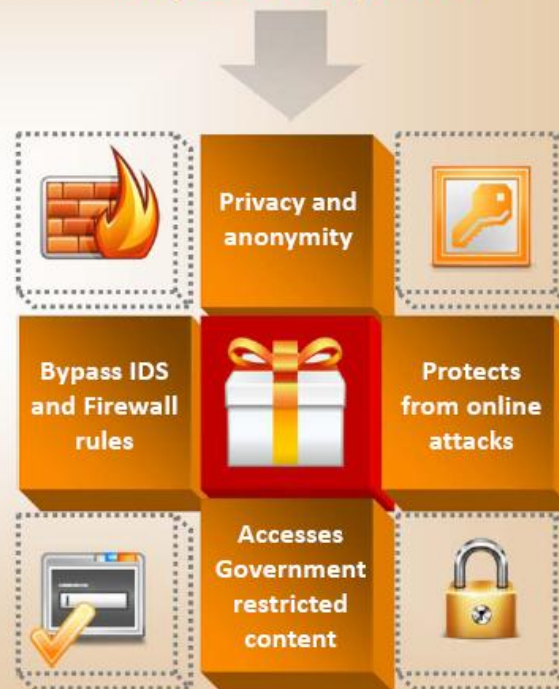 Privacy and
anonymity
Bypass IDS
and Firewall
rules
Protects
from online
attacks
Accesses
Government
restricted
content